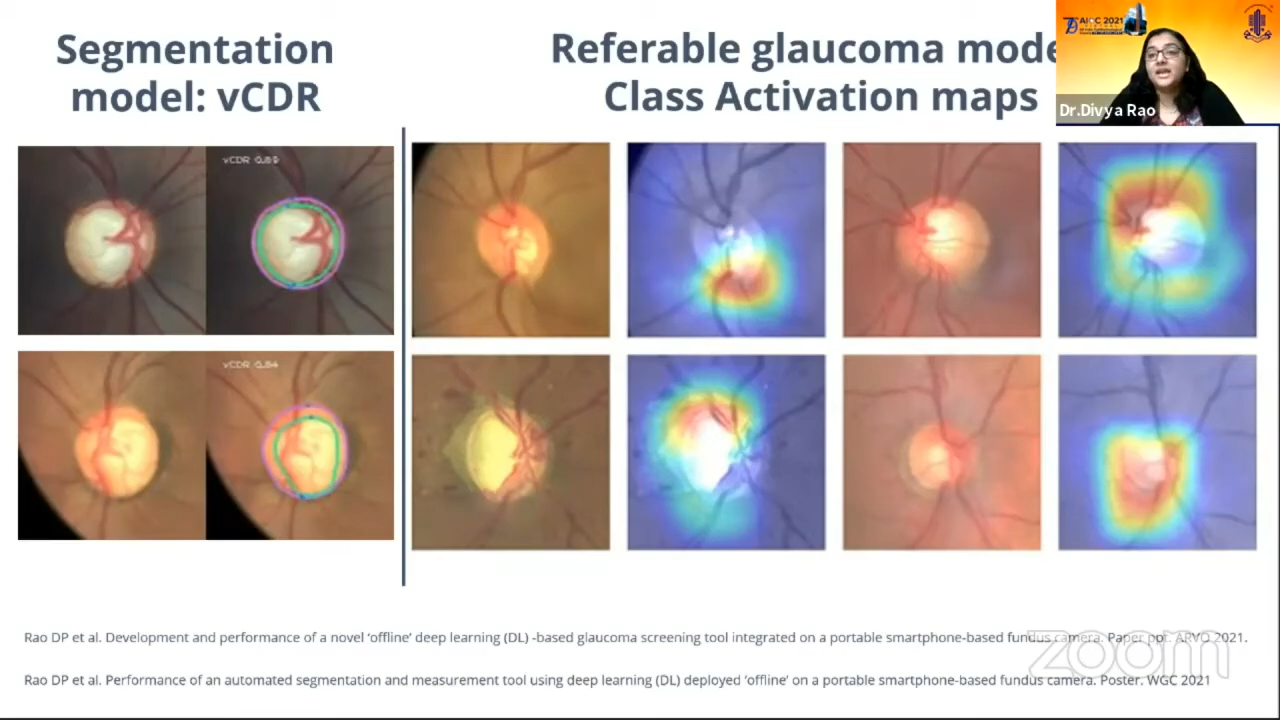 Segmentation
model: vCDR
Referable glaucoma mode
Class Activation maps
AIOC 2021
Dr.Divya Rao
vCDR 0.89
vCDR 0.84
Rao DP et al. Development and performance of a novel ‘offline’ deep learning (DL) -based glaucoma screening tool integrated on a portable smartphone-based fundus camera. Paper ppt. ARVO 2021.
zoom
Rao DP et al. Performance of an automated segmentation and measurement tool using deep learning (DL) deployed ‘offline’ on a portable smartphone-based fundus camera. Poster. WGC 2021